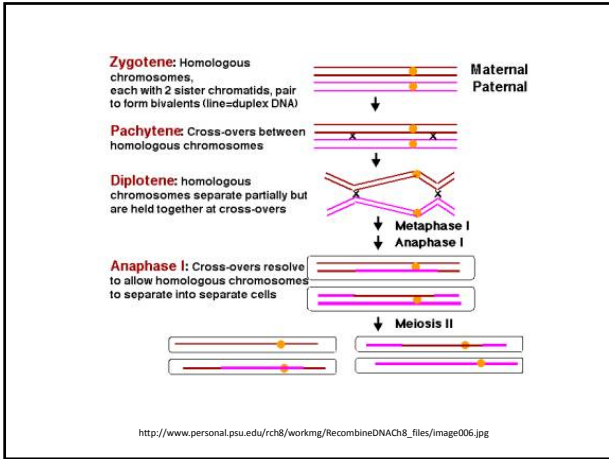 Zygotene: Homologous
chromosomes,
each with 2 sister chromatids, pair
to form bivalents (line=duplex DNA)
Maternal
Paternal
Pachytene: Cross-overs between
homologous chromosomes
x x
Diplotene: homologous
chromosomes separate partially but
are held together at cross-overs
x x
Metaphase I
Anaphase I
Anaphase I: Cross-overs resolve
to allow homologous chromosomes
to separate into separate cells
Meiosis II
http://www.personal.psu.edu/rch8/workmg/RecombineDNACh8_files/image006.jpg